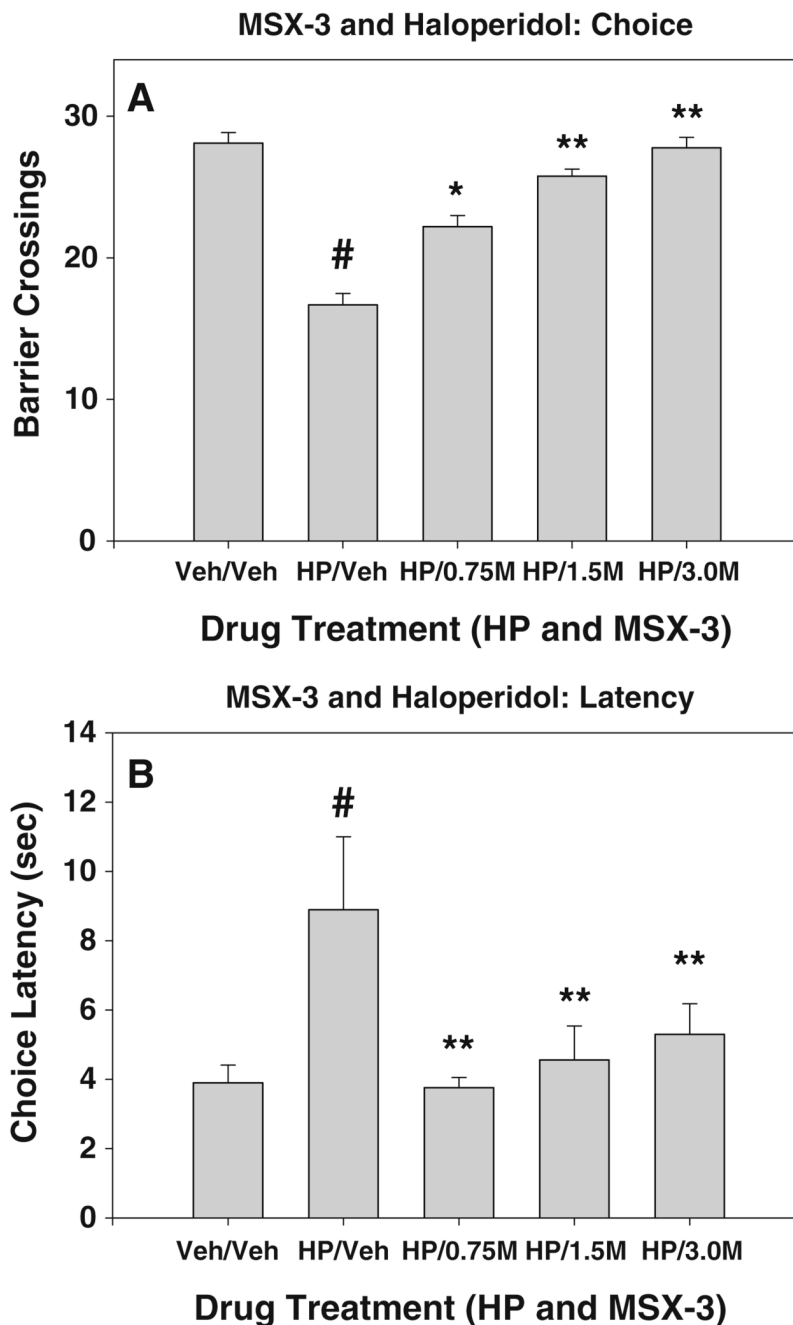 MSX-3 and Haloperidol: Choice
A
30
20
10
0
Barrier Crossings
#
*
**
**
Veh/Veh HP/Veh HP/0.75M HP/1.5M HP/3.0M
Drug Treatment (HP and MSX-3)
MSX-3 and Haloperidol: Latency
B
14
12
10
8
6
4
2
0
Choice Latency (sec)
#
**
**
**
Veh/Veh HP/Veh HP/0.75M HP/1.5M HP/3.0M
Drug Treatment (HP and MSX-3)